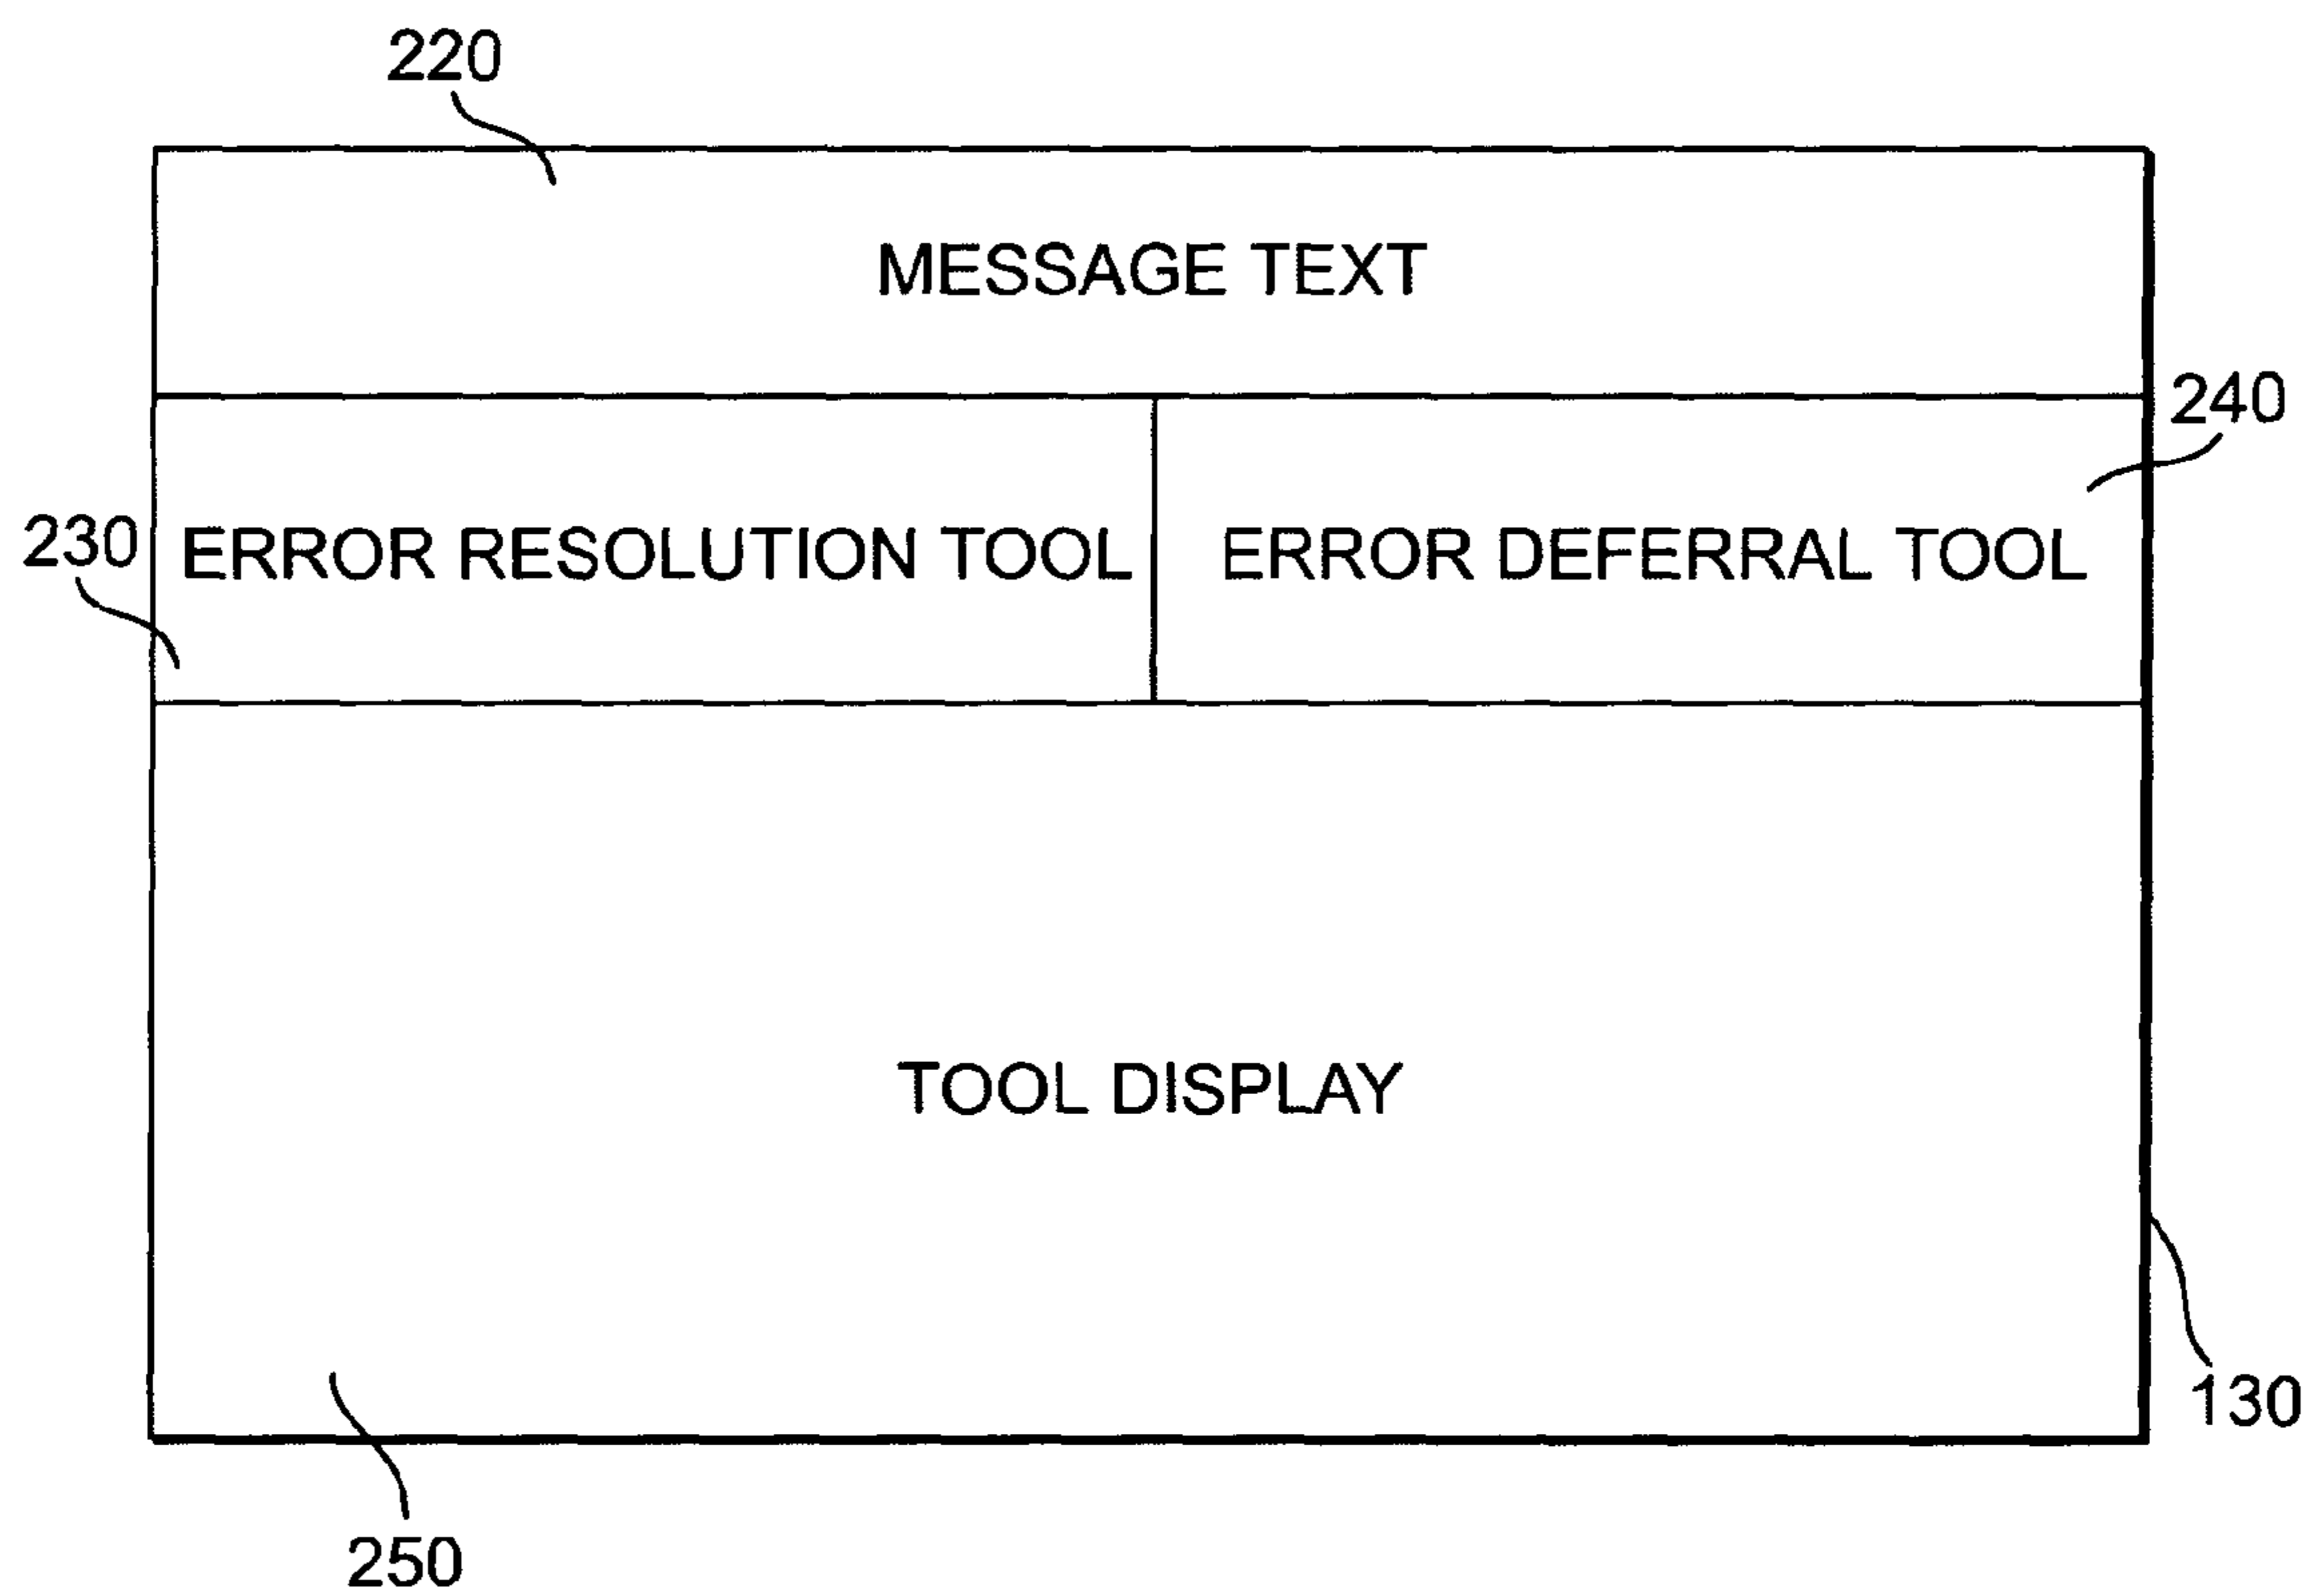 220
MESSAGE TEXT
240
230
ERROR RESOLUTION TOOL
ERROR DEFERRAL TOOL
TOOL DISPLAY
130
250